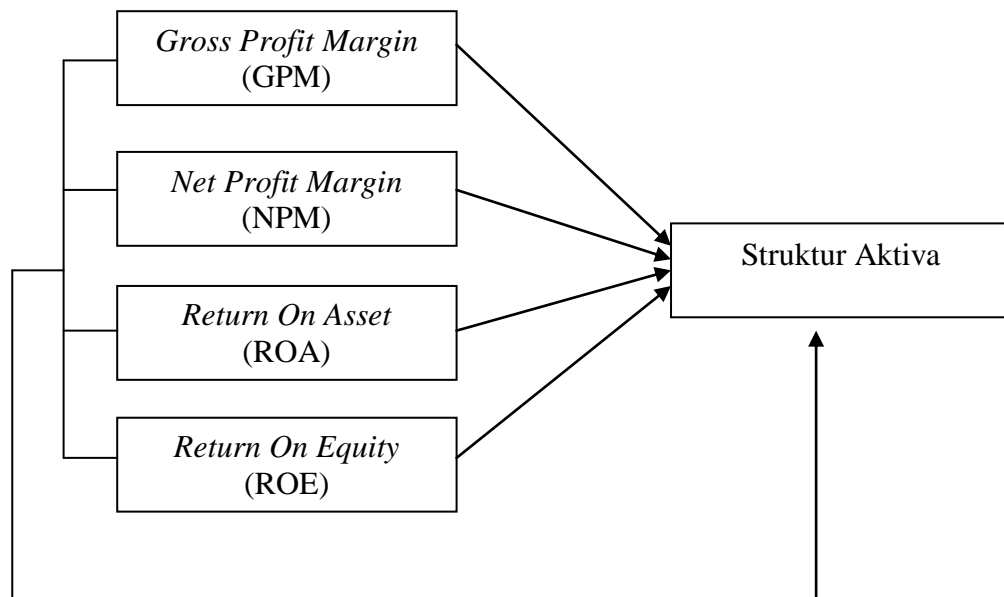 Gross Profit Margin
(GPM)
Net Profit Margin
(NPM)
Struktur Aktiva
Return On Asset
(ROA)
Return On Equity
(ROE)